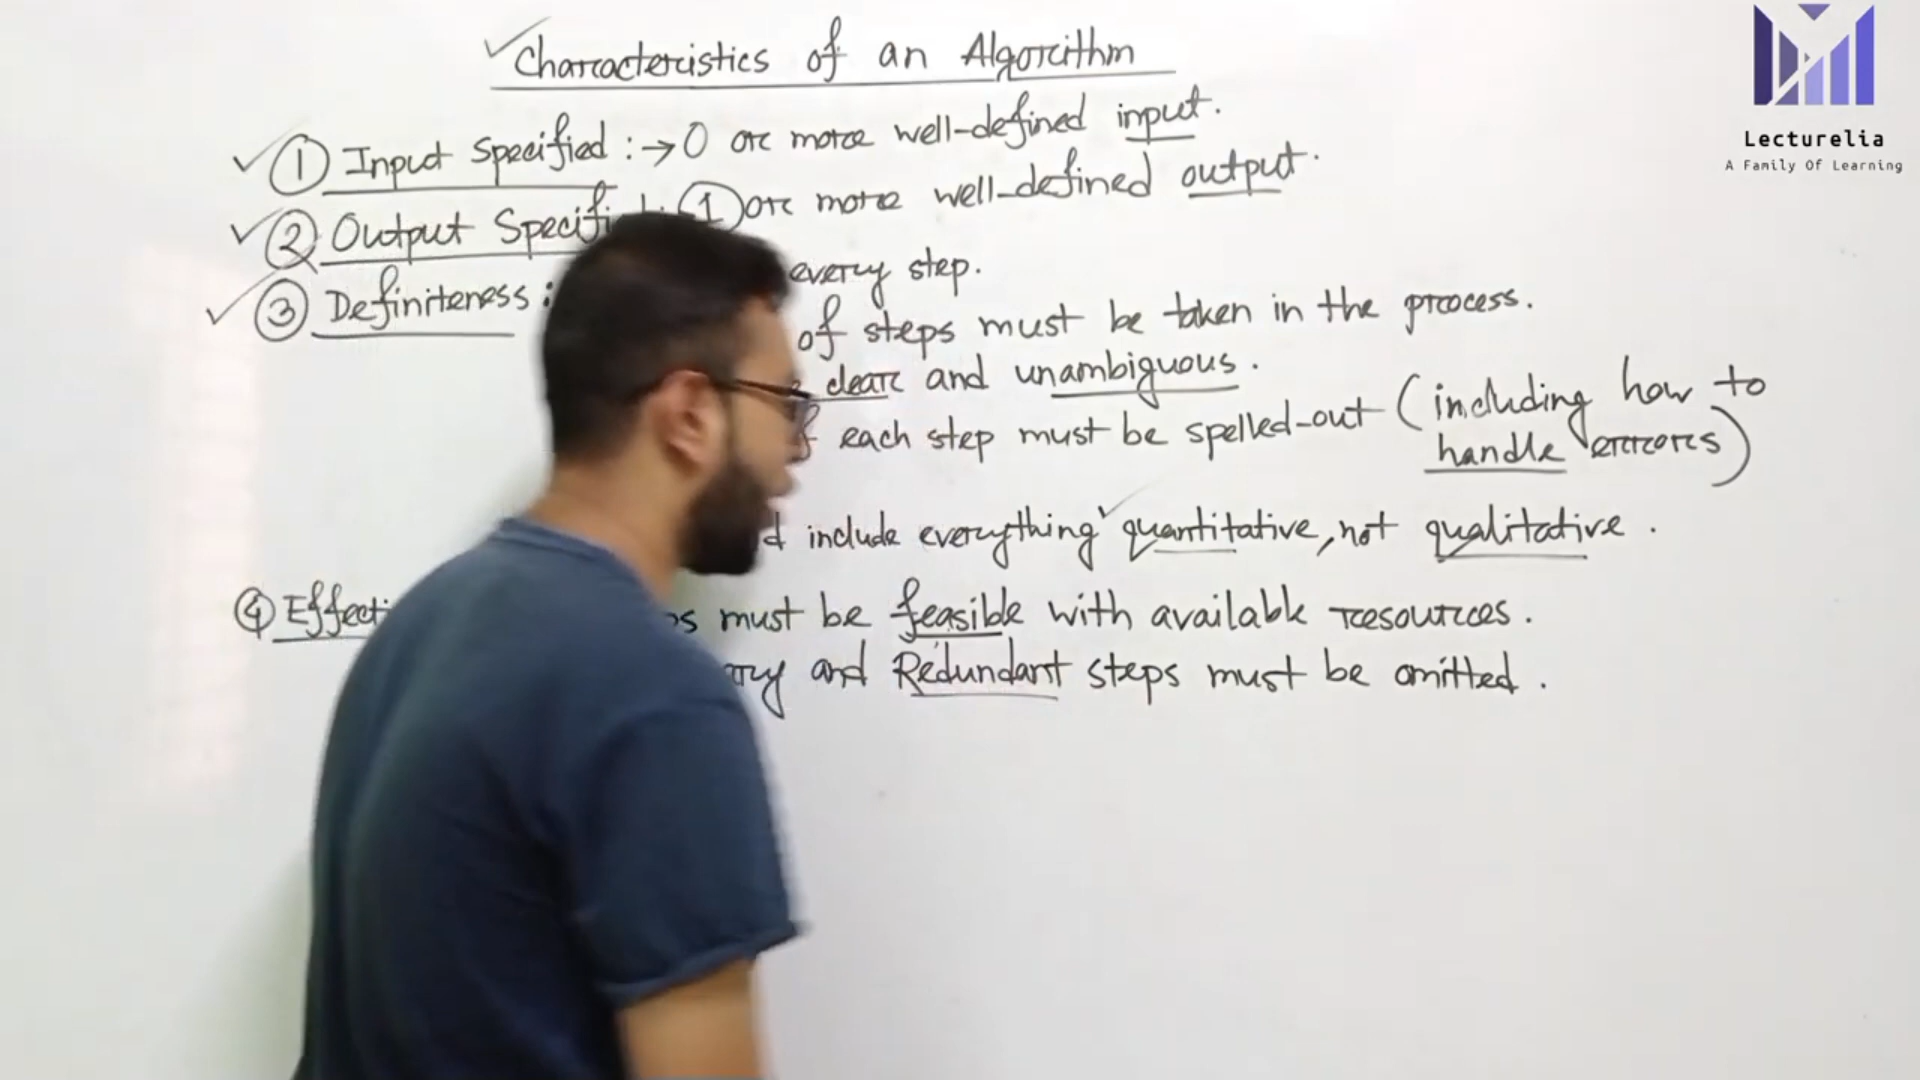 Characteristics of an Algorithm
① Input Specified : → 0 or more well-defined input.
② Output 1 or more well-defined output.
③ Definiteness : every step.
of steps must be taken in the process.
clear and unambiguous.
each step must be spelled-out (including how to
handle errors)
include everything quantitative, not qualitative.
④ must be feasible with available resources.
and Redundant steps must be omitted.
Lecturelia
A Family Of Learning